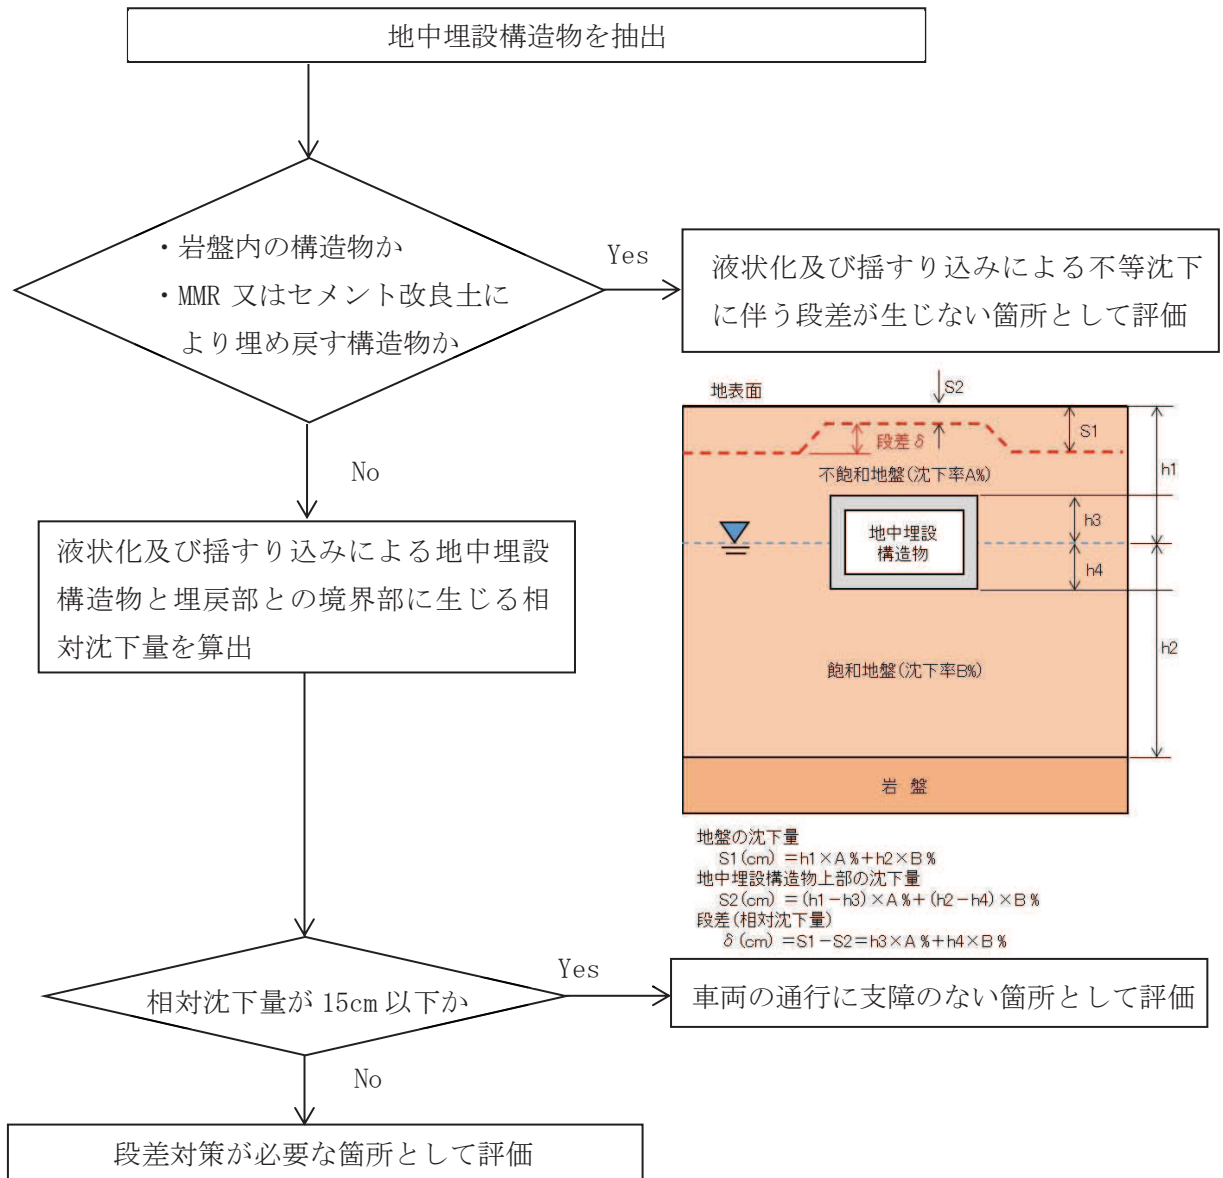 地中埋設構造物を抽出
・岩盤内の構造物か
・MMR 又はセメント改良土に
より埋め戻す構造物か
Yes
液状化及び揺すり込みによる不等沈下
に伴う段差が生じない箇所として評価
No
液状化及び揺すり込みによる地中埋設
構造物と埋戻部との境界部に生じる相
対沈下量を算出
地表面
S2
S1
段差δ
h1
不飽和地盤(沈下率A%)
h3
地中埋設
構造物
h4
h2
飽和地盤(沈下率B%)
岩 盤
地盤の沈下量
S1(cm) =h1×A%+h2×B%
地中埋設構造物上部の沈下量
S2(cm) =(h1-h3)×A%+(h2-h4)×B%
段差(相対沈下量)
δ(cm) =S1-S2=h3×A%+h4×B%
相対沈下量が 15cm 以下か
Yes
車両の通行に支障のない箇所として評価
No
段差対策が必要な箇所として評価